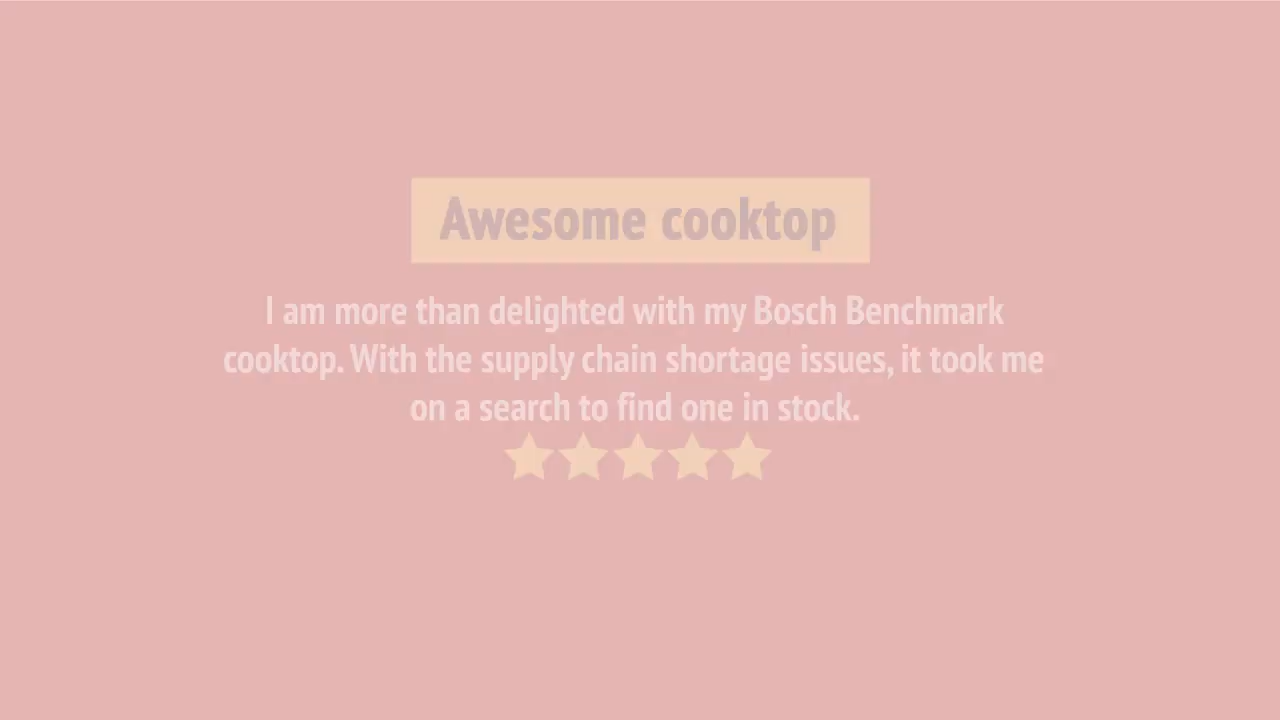 Awesome cooktop
I am more than delighted with my Bosch Benchmark
cooktop. With the supply chain shortage issues, it took me
on a search to find one in stock.